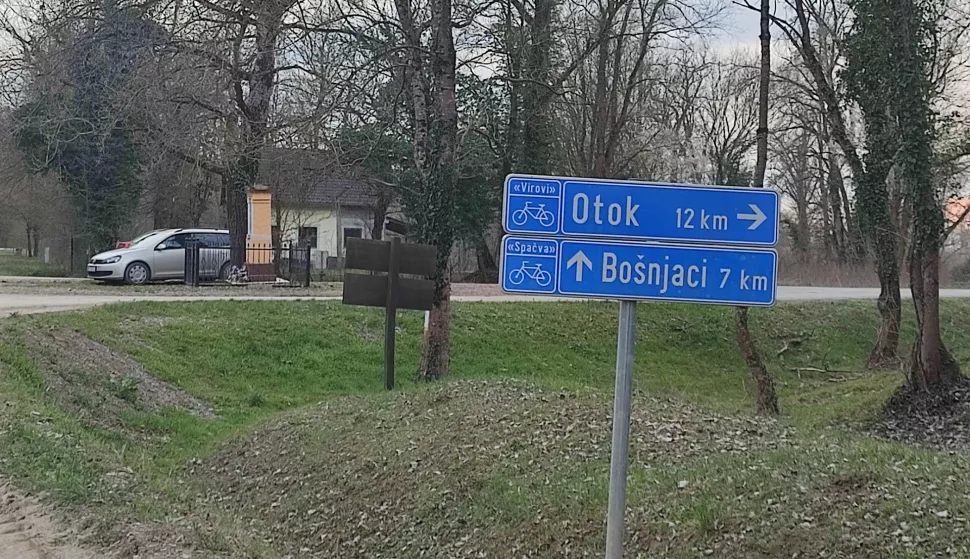 «Virovi»
Otok 12 km →
«Spačva»
↑ Bošnjaci 7 km